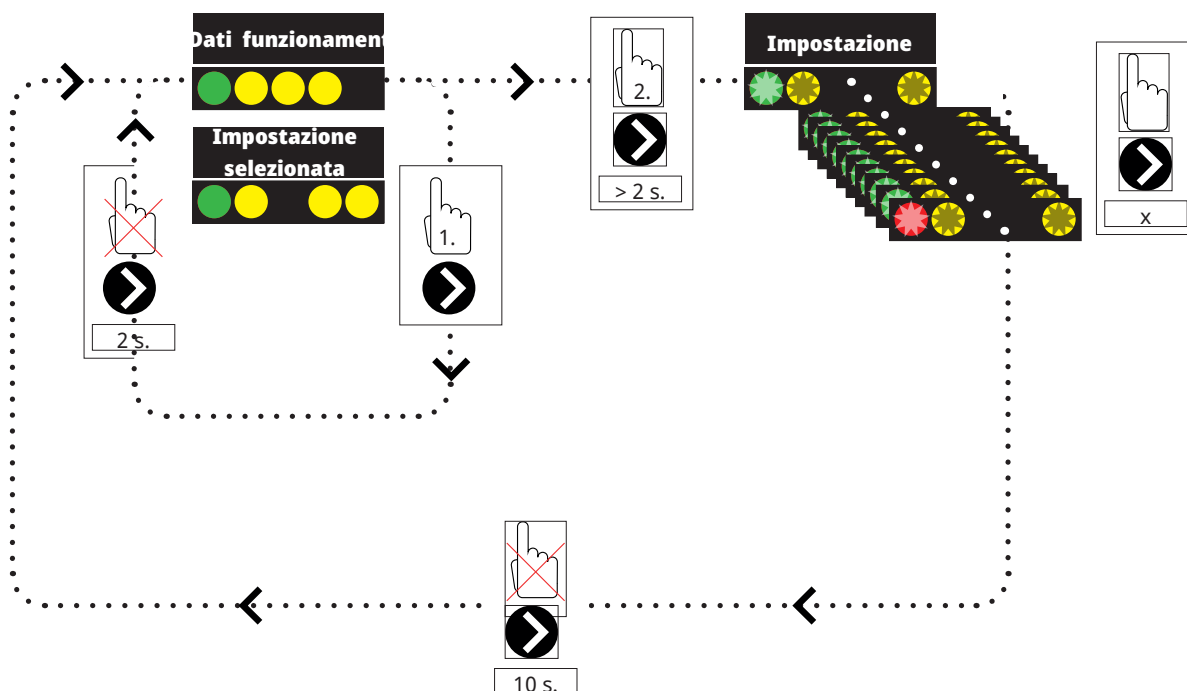 Dati funzionament
Impostazione
selezionata
2 s.
1.
2.
> 2 s.
Impostazione
x
10 s.